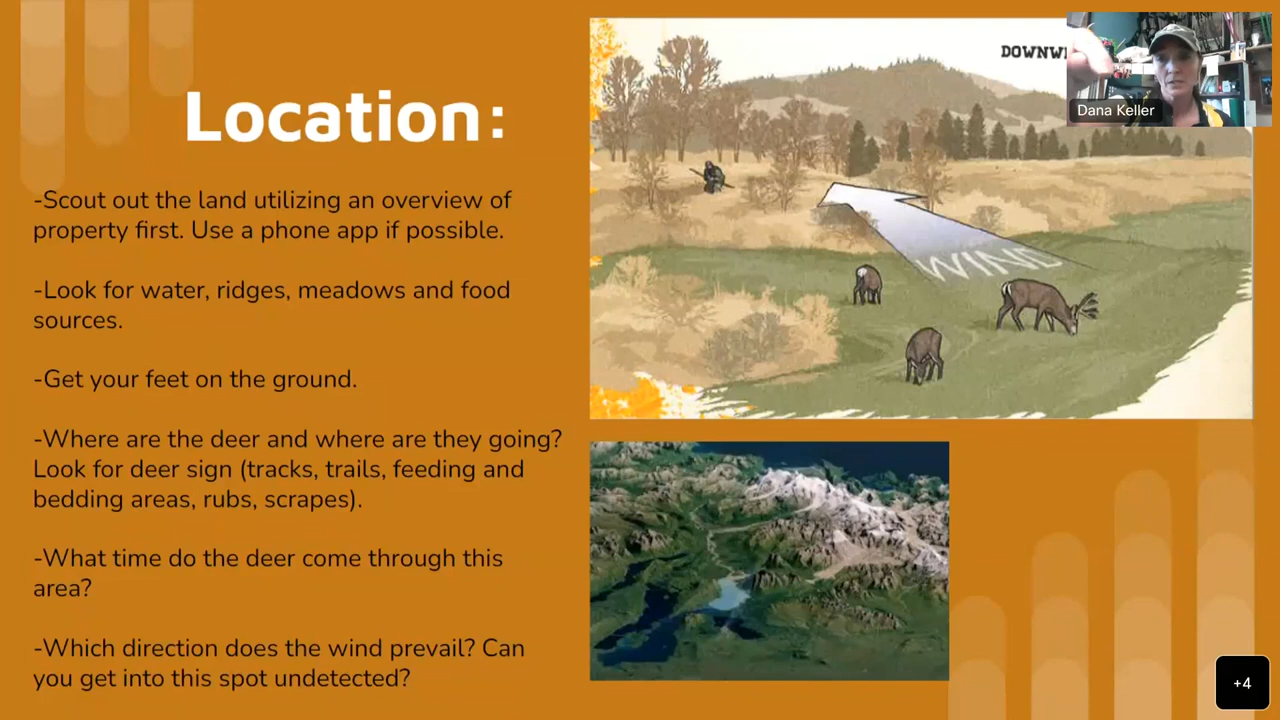 Location:
-Scout out the land utilizing an overview of
property first. Use a phone app if possible.
-Look for water, ridges, meadows and food
sources.
-Get your feet on the ground.
-Where are the deer and where are they going?
Look for deer sign (tracks, trails, feeding and
bedding areas, rubs, scrapes).
-What time do the deer come through this
area?
-Which direction does the wind prevail? Can
you get into this spot undetected?
WIND
Dana Keller
+4